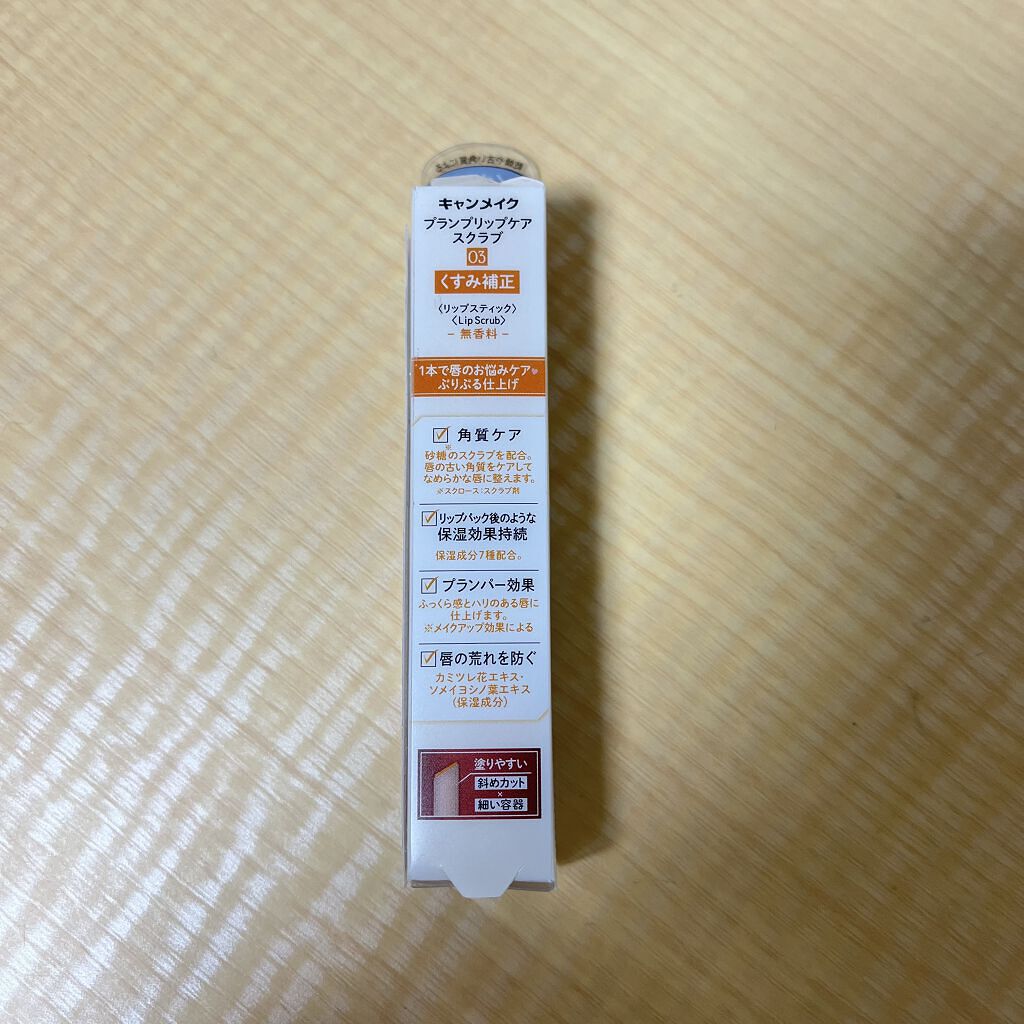 キャンメイク
プランプリップケア
スクラブ
03
くすみ補正
〈リップスティック〉
〈Lip Scrub〉
− 無香料 −
1本で唇のお悩みケア
ぷりぷる仕上げ
角質ケア
砂糖※のスクラブを配合。
唇の古い角質をケアして
なめらかな唇に整えます。
※スクロース：スクラブ剤
リップパック後のような
保湿効果持続
保湿成分7種配合。
プランパー効果
ふっくら感とハリのある唇に
仕上げます。
※メイクアップ効果による
唇の荒れを防ぐ
カミツレ花エキス・
ソメイヨシノ葉エキス
（保湿成分）
塗りやすい
斜めカット
×
細い容器